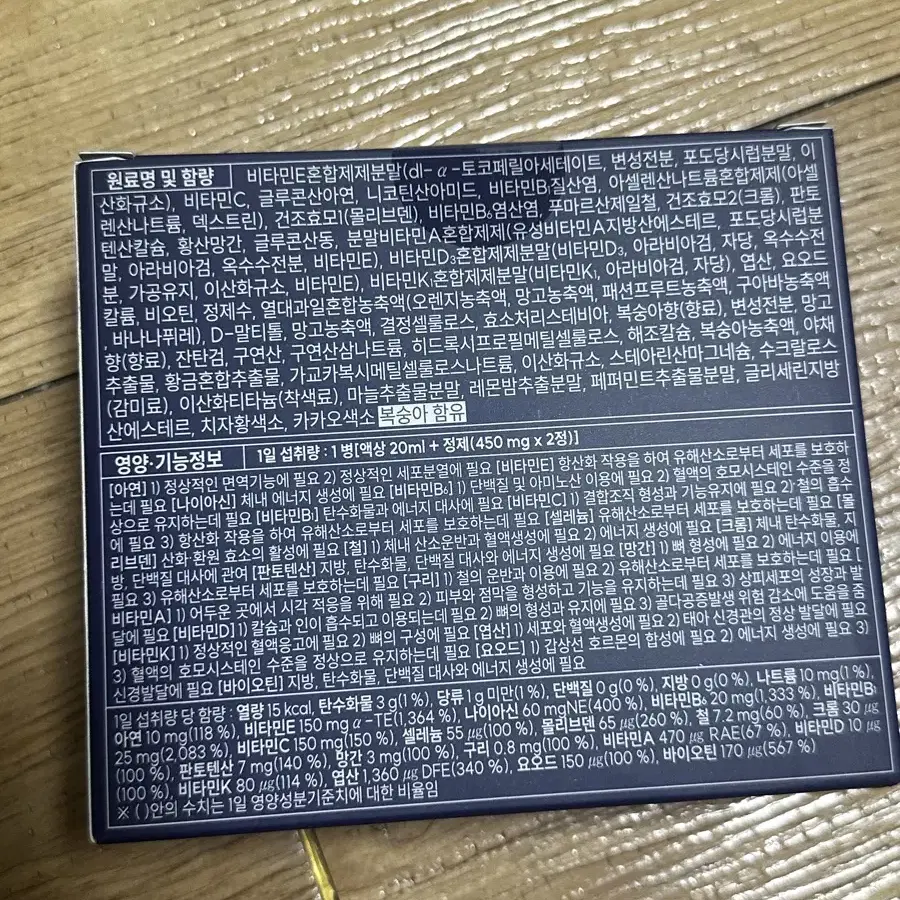 원료명 및 함량 비타민E혼합제제분말(dl-α-토코페릴아세테이트, 변성전분, 포도당시럽분말, 이
산화규소), 비타민C, 글루콘산아연, 니코틴산아미드, 비타민B₁질산염, 아셀렌산나트륨혼합제제(아셀
렌산나트륨, 덱스트린), 건조효모1(몰리브덴), 비타민B₆염산염, 푸마르산제일철, 건조효모2(크롬), 판토
텐산칼슘, 황산망간, 글루콘산동, 분말비타민A혼합제제(유성비타민A지방산에스테르, 포도당시럽분
말, 아라비아검, 옥수수전분, 비타민E), 비타민D₃혼합제제분말(비타민D₃, 아라비아검, 자당, 옥수수전
분, 가공유지, 이산화규소, 비타민E), 비타민K₁혼합제제분말(비타민K₁, 아라비아검, 자당), 엽산, 요오드
칼륨, 비오틴, 정제수, 열대과일혼합농축액(오렌지농축액, 망고농축액, 패션프루트농축액, 구아바농축액
, 바나나퓨레), D-말티톨, 망고농축액, 결정셀룰로스, 효소처리스테비아, 복숭아향(향료), 변성전분, 망고
향(향료), 잔탄검, 구연산, 구연산삼나트륨, 히드록시프로필메틸셀룰로스, 해조칼슘, 복숭아농축액, 야채
추출물, 황금혼합추출물, 가교카복시메틸셀룰로스나트륨, 이산화규소, 스테아린산마그네슘, 수크랄로스
(감미료), 이산화티타늄(착색료), 마늘추출물분말, 레몬밤추출분말, 페퍼민트추출물분말, 글리세린지방
산에스테르, 치자황색소, 카카오색소 복숭아 함유
영양·기능정보 1일 섭취량 : 1병[액상 20ml + 정제(450 mg x 2정)]
[아연] 1) 정상적인 면역기능에 필요 2) 정상적인 세포분열에 필요 [비타민E] 항산화 작용을 하여 유해산소로부터 세포를 보호하
는데 필요 [나이아신] 체내 에너지 생성에 필요 [비타민B₆] 1) 단백질 및 아미노산 이용에 필요 2) 혈액의 호모시스테인 수준을 정
상으로 유지하는데 필요 [비타민B₁] 탄수화물과 에너지 대사에 필요 [비타민C] 1) 결합조직 형성과 기능유지에 필요 2) 철의 흡수
에 필요 3) 항산화 작용을 하여 유해산소로부터 세포를 보호하는데 필요 [셀레늄] 유해산소로부터 세포를 보호하는데 필요 [몰
리브덴] 산화·환원 효소의 활성에 필요 [철] 1) 체내 산소운반과 혈액생성에 필요 2) 에너지 생성에 필요 [크롬] 체내 탄수화물, 지
방, 단백질 대사에 관여 [판토텐산] 지방, 탄수화물, 단백질 대사와 에너지 생성에 필요 [망간] 1) 뼈 형성에 필요 2) 에너지 이용에
필요 3) 유해산소로부터 세포를 보호하는데 필요 [구리] 1) 철의 운반과 이용에 필요 2) 유해산소로부터 세포를 보호하는데 필요 [
비타민A] 1) 어두운 곳에서 시각 적응을 위해 필요 2) 피부와 점막을 형성하고 기능을 유지하는데 필요 3) 상피세포의 성장과 발
달에 필요 [비타민D] 1) 칼슘과 인이 흡수되고 이용되는데 필요 2) 뼈의 형성과 유지에 필요 3) 골다공증발생 위험 감소에 도움을 줌
[비타민K] 1) 정상적인 혈액응고에 필요 2) 뼈의 구성에 필요 [엽산] 1) 세포와 혈액생성에 필요 2) 태아 신경관의 정상 발달에 필요
3) 혈액의 호모시스테인 수준을 정상으로 유지하는데 필요 [요오드] 1) 갑상선 호르몬의 합성에 필요 2) 에너지 생성에 필요 3)
신경발달에 필요 [바이오틴] 지방, 탄수화물, 단백질 대사와 에너지 생성에 필요
1일 섭취량 당 함량 : 열량 15 kcal, 탄수화물 3 g(1 %), 당류 1 g 미만(1 %), 단백질 0 g(0 %), 지방 0 g(0 %), 나트륨 10 mg(1 %),
아연 10 mg(118 %), 비타민E 150 mg α-TE(1,364 %), 나이아신 60 mgNE(400 %), 비타민B₆ 20 mg(1,333 %), 비타민B₁
25 mg(2,083 %), 비타민C 150 mg(150 %), 셀레늄 55 μg(100 %), 몰리브덴 65 μg(260 %), 철 7.2 mg(60 %), 크롬 30 μg
(100 %), 판토텐산 7 mg(140 %), 망간 3 mg(100 %), 구리 0.8 mg(100 %), 비타민A 470 μg RAE(67 %), 비타민D 10 μg
(100 %), 비타민K 80 μg(114 %), 엽산 1,360 μg DFE(340 %), 요오드 150 μg(100 %), 바이오틴 170 μg(567 %)
※ ( )안의 수치는 1일 영양성분기준치에 대한 비율임